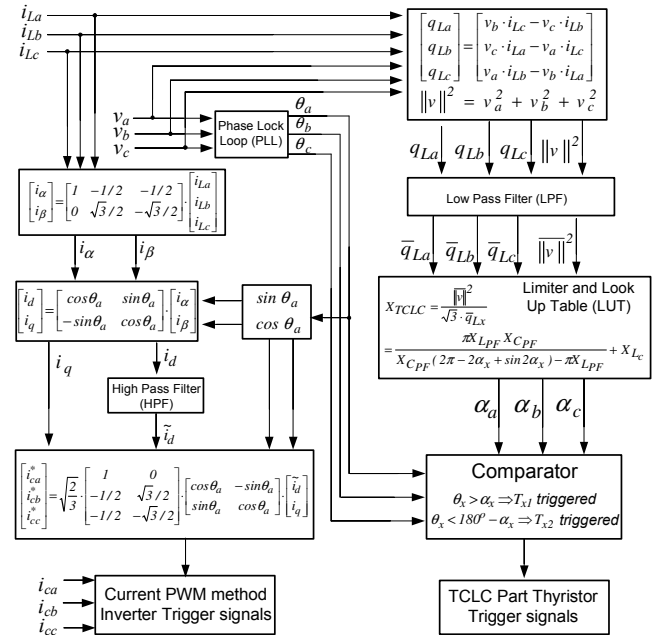 i_La
i_Lb
i_Lc
[q_La q_Lb q_Lc] = [v_b · i_Lc − v_c · i_Lb
v_c · i_La − v_a · i_Lc
v_a · i_Lb − v_b · i_La]
‖v‖² = v_a² + v_b² + v_c²
v_a
v_b
v_c
Phase Lock
Loop (PLL)
θ_a
θ_b
θ_c
q_La q_Lb q_Lc ‖v‖²
[i_α i_β] = [1 −1/2 −1/2
0 √3/2 −√3/2] · [i_La i_Lb i_Lc]
Low Pass Filter (LPF)
i_α i_β
q̅_La q̅_Lb q̅_Lc ‖v‖̅²
[i_d i_q] = [cosθ_a sinθ_a
−sinθ_a cosθ_a] · [i_α i_β]
sin θ_a
cos θ_a
Limiter and Look
Up Table (LUT)
X_TCLC = ‖v‖̅² / (√3 · q̅_Lx)
= πX_LPF X_CPF / (X_CPF (2π − 2α_x + sin2α_x) − πX_LPF) + X_Lc
i_q i_d
High Pass Filter
(HPF)
ĩ_d
α_a α_b α_c
[i*_ca i*_cb i*_cc] = √(2/3) · [1 0
−1/2 √3/2
−1/2 −√3/2] · [cosθ_a −sinθ_a
sinθ_a cosθ_a] · [ĩ_d i_q]
Comparator
θ_x > α_x ⇒ T_x1 triggered
θ_x < 180° − α_x ⇒ T_x2 triggered
i_ca
i_cb
i_cc
Current PWM method
Inverter Trigger signals
TCLC Part Thyristor
Trigger signals